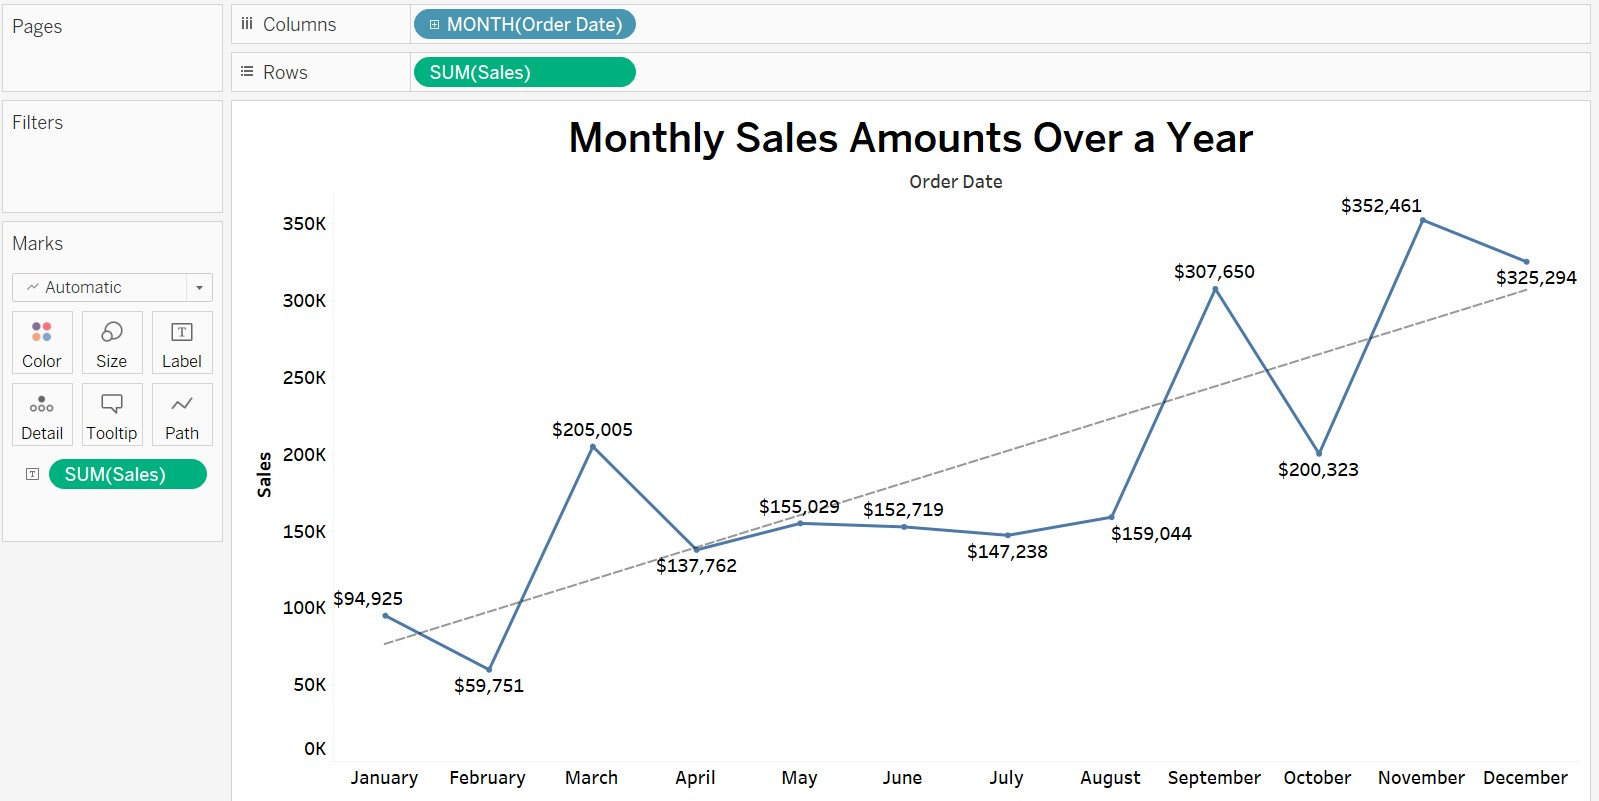 Pages
Columns
MONTH(Order Date)
Rows
SUM(Sales)
Filters
Marks
Automatic
Color
Size
T
Label
Detail
Tooltip
Path
T
SUM(Sales)
Monthly Sales Amounts Over a Year
Order Date
Sales
350K
300K
250K
200K
150K
100K
50K
0K
$94,925
$59,751
$205,005
$137,762
$155,029
$152,719
$147,238
$159,044
$307,650
$200,323
$352,461
$325,294
January
February
March
April
May
June
July
August
September
October
November
December